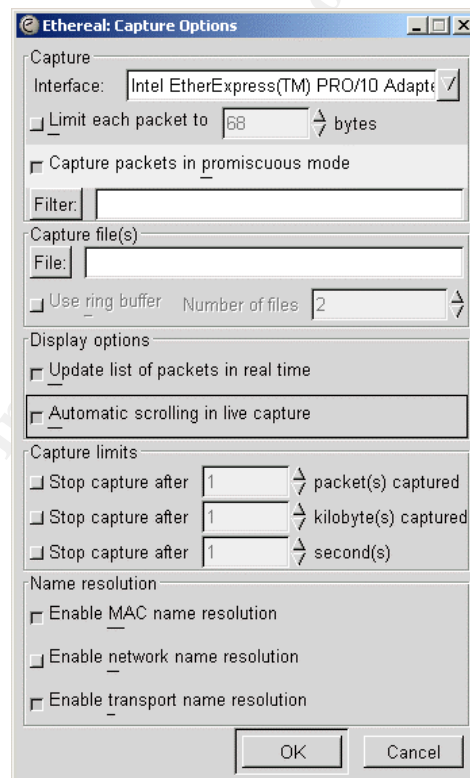 Ethereal: Capture Options
Capture
Interface: Intel EtherExpress(TM) PRO/10 Adapte
Limit each packet to 68 bytes
Capture packets in promiscuous mode
Filter:
Capture file(s)
File:
Use ring buffer Number of files 2
Display options
Update list of packets in real time
Automatic scrolling in live capture
Capture limits
Stop capture after 1 packet(s) captured
Stop capture after 1 kilobyte(s) captured
Stop capture after 1 second(s)
Name resolution
Enable MAC name resolution
Enable network name resolution
Enable transport name resolution
OK Cancel